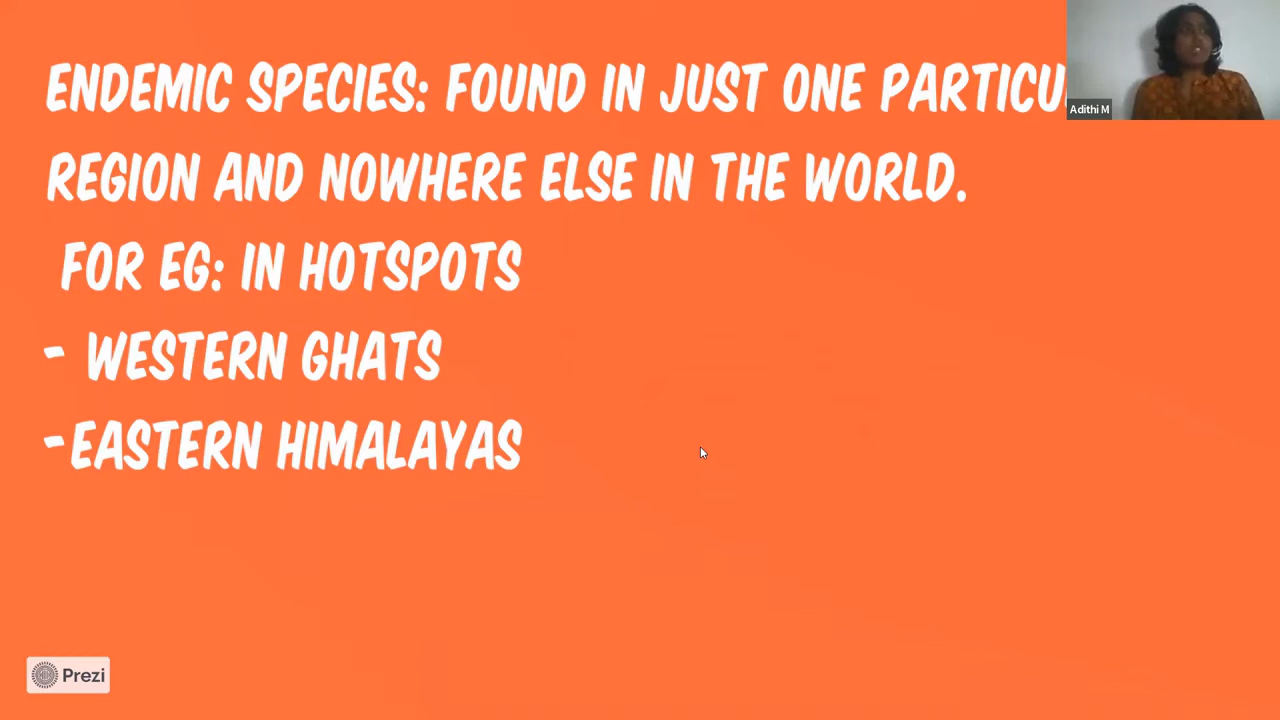 ENDEMIC SPECIES: FOUND IN JUST ONE
REGION AND NOWHERE ELSE IN THE WORLD.
FOR EG: IN HOTSPOTS
- WESTERN GHATS
-EASTERN HIMALAYAS
Adithi M
Prezi